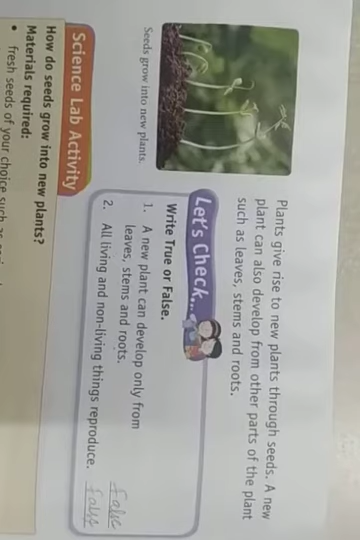 Plants give rise to new plants through seeds. A new
plant can also develop from other parts of the plant
such as leaves, stems and roots.
Seeds grow into new plants.
Let's Check...
Write True or False.
1. A new plant can develop only from
leaves, stems and roots. False
2. All living and non-living things reproduce. False
Science Lab Activity
How do seeds grow into new plants?
Materials required:
• fresh seeds of your choice such as